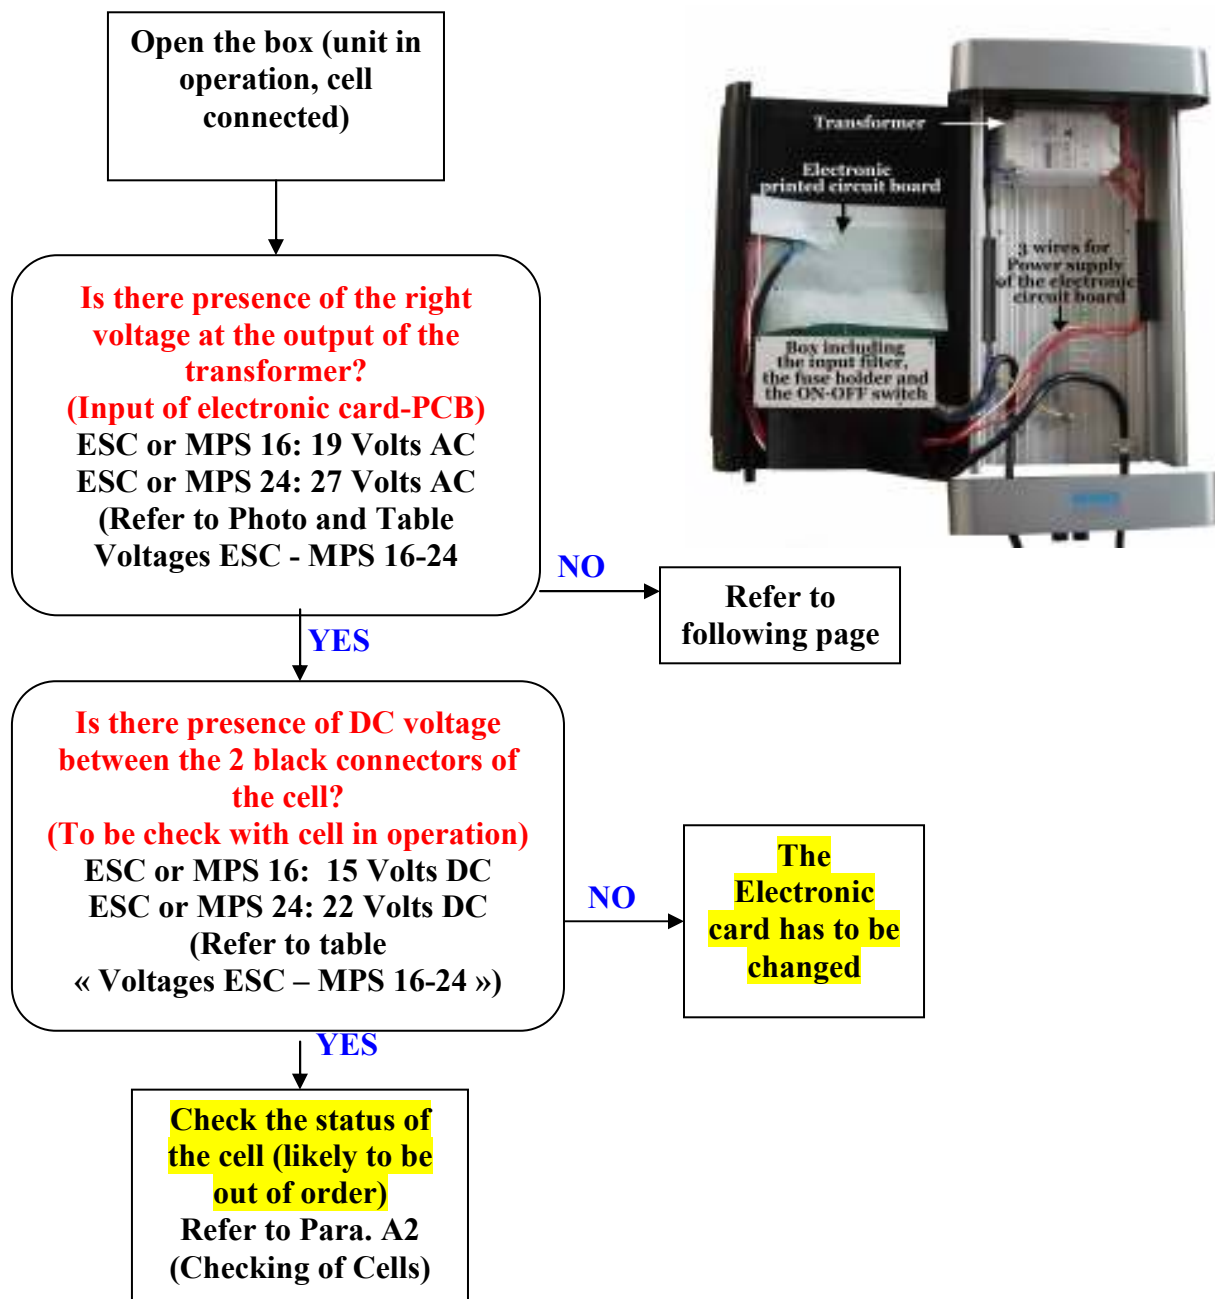 Open the box (unit in
operation, cell
connected)
Transformer
Electronic
printed circuit board
3 wires for
Power supply
of the electronic
circuit board
Box including
the input filter,
the fuse holder and
the ON-OFF switch
Is there presence of the right
voltage at the output of the
transformer?
(Input of electronic card-PCB)
ESC or MPS 16: 19 Volts AC
ESC or MPS 24: 27 Volts AC
(Refer to Photo and Table
Voltages ESC - MPS 16-24
NO
Refer to
following page
YES
Is there presence of DC voltage
between the 2 black connectors of
the cell?
(To be check with cell in operation)
ESC or MPS 16:  15 Volts DC
ESC or MPS 24: 22 Volts DC
(Refer to table
« Voltages ESC – MPS 16-24 »)
NO
The
Electronic
card has to be
changed
YES
Check the status of
the cell (likely to be
out of order)
Refer to Para. A2
(Checking of Cells)